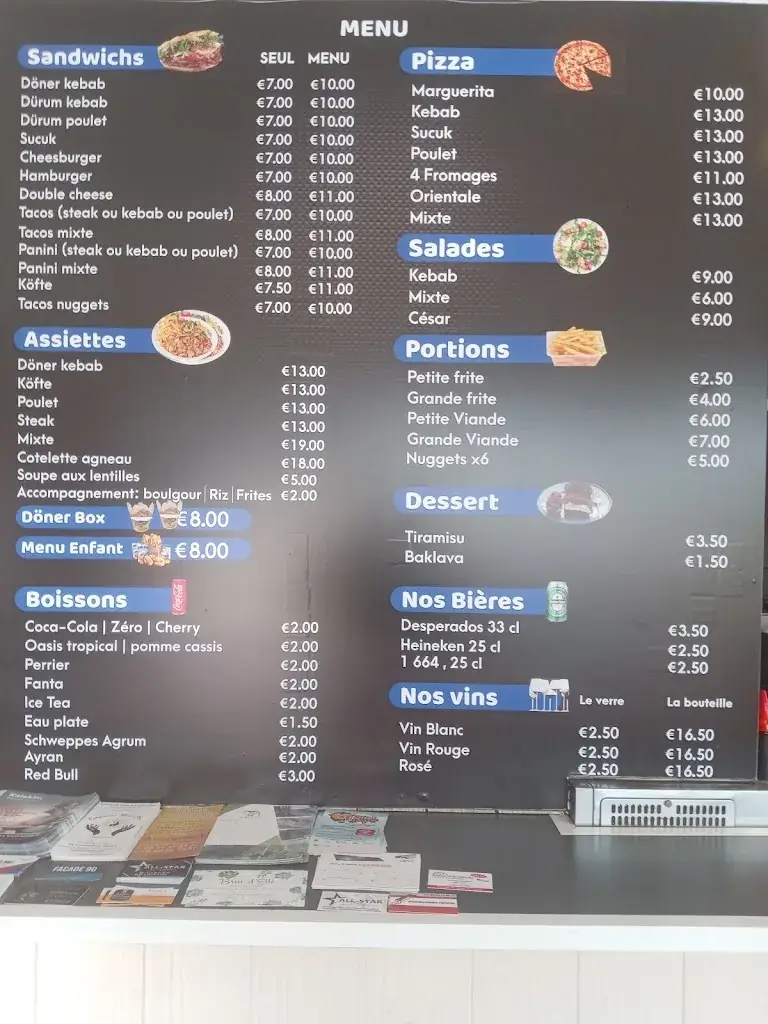 MENU
Sandwichs SEUL MENU
Döner kebab €7.00 €10.00
Dürum kebab €7.00 €10.00
Dürum poulet €7.00 €10.00
Sucuk €7.00 €10.00
Cheesburger €7.00 €10.00
Hamburger €7.00 €10.00
Double cheese €8.00 €11.00
Tacos (steak ou kebab ou poulet) €7.00 €10.00
Tacos mixte €8.00 €11.00
Panini (steak ou kebab ou poulet) €7.00 €10.00
Panini mixte €8.00 €11.00
Köfte €7.50 €11.00
Tacos nuggets €7.00 €10.00
Assiettes
Döner kebab €13.00
Köfte €13.00
Poulet €13.00
Steak €13.00
Mixte €19.00
Cotelette agneau €18.00
Soupe aux lentilles €5.00
Accompagnement: boulgour | Riz | Frites €2.00
Döner Box €8.00
Menu Enfant €8.00
Boissons
Coca-Cola | Zéro | Cherry €2.00
Oasis tropical | pomme cassis €2.00
Perrier €2.00
Fanta €2.00
Ice Tea €2.00
Eau plate €1.50
Schweppes Agrum €2.00
Ayran €2.00
Red Bull €3.00
Pizza
Marguerita €10.00
Kebab €13.00
Sucuk €13.00
Poulet €13.00
4 Fromages €11.00
Orientale €13.00
Mixte €13.00
Salades
Kebab €9.00
Mixte €6.00
César €9.00
Portions
Petite frite €2.50
Grande frite €4.00
Petite Viande €6.00
Grande Viande €7.00
Nuggets x6 €5.00
Dessert
Tiramisu €3.50
Baklava €1.50
Nos Bières
Desperados 33 cl €3.50
Heineken 25 cl €2.50
1 664 , 25 cl €2.50
Nos vins Le verre La bouteille
Vin Blanc €2.50 €16.50
Vin Rouge €2.50 €16.50
Rosé €2.50 €16.50
FACADE 90
ALL-STAR
ALL-STAR